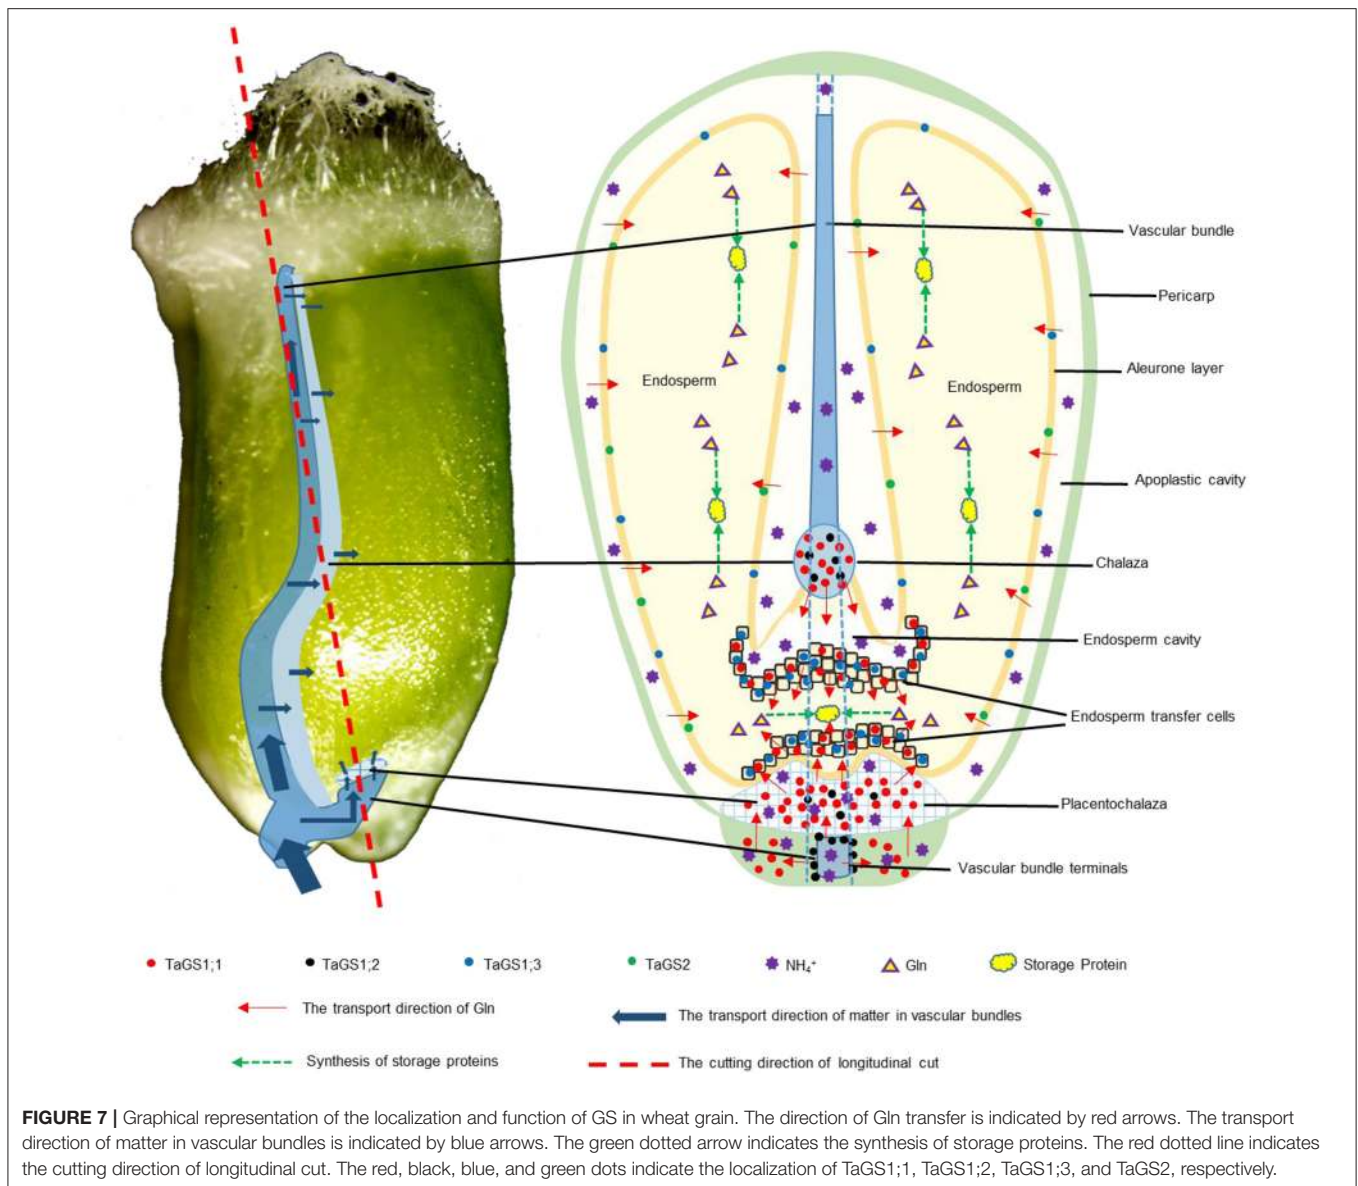 Vascular bundle
Pericarp
Aleurone layer
Endosperm
Endosperm
Apoplastic cavity
Chalaza
Endosperm cavity
Endosperm transfer cells
Placentochalaza
Vascular bundle terminals
TaGS1;1 TaGS1;2 TaGS1;3 TaGS2 NH₄⁺ Gln Storage Protein
The transport direction of Gln The transport direction of matter in vascular bundles
Synthesis of storage proteins The cutting direction of longitudinal cut
FIGURE 7 | Graphical representation of the localization and function of GS in wheat grain. The direction of Gln transfer is indicated by red arrows. The transport
direction of matter in vascular bundles is indicated by blue arrows. The green dotted arrow indicates the synthesis of storage proteins. The red dotted line indicates
the cutting direction of longitudinal cut. The red, black, blue, and green dots indicate the localization of TaGS1;1, TaGS1;2, TaGS1;3, and TaGS2, respectively.